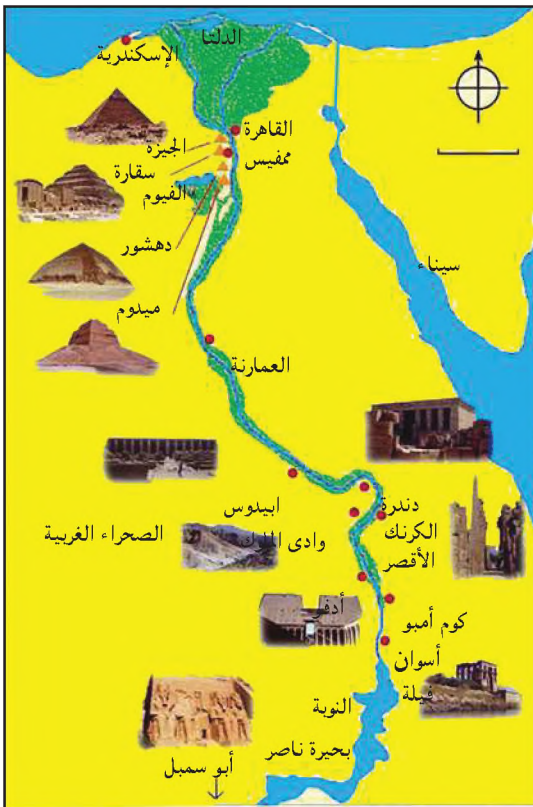 الدلتا
الإسكندرية
القاهرة
الجيزة
ممفيس
سقارة
الفيوم
دهشور
سيناء
ميدوم
العمارنة
دندرة
ابيدوس
الكرنك
الصحراء الغربية
وادى الملوك
الأقصر
أدفو
كوم أمبو
أسوان
فيلة
النوبة
بحيرة ناصر
أبو سمبل